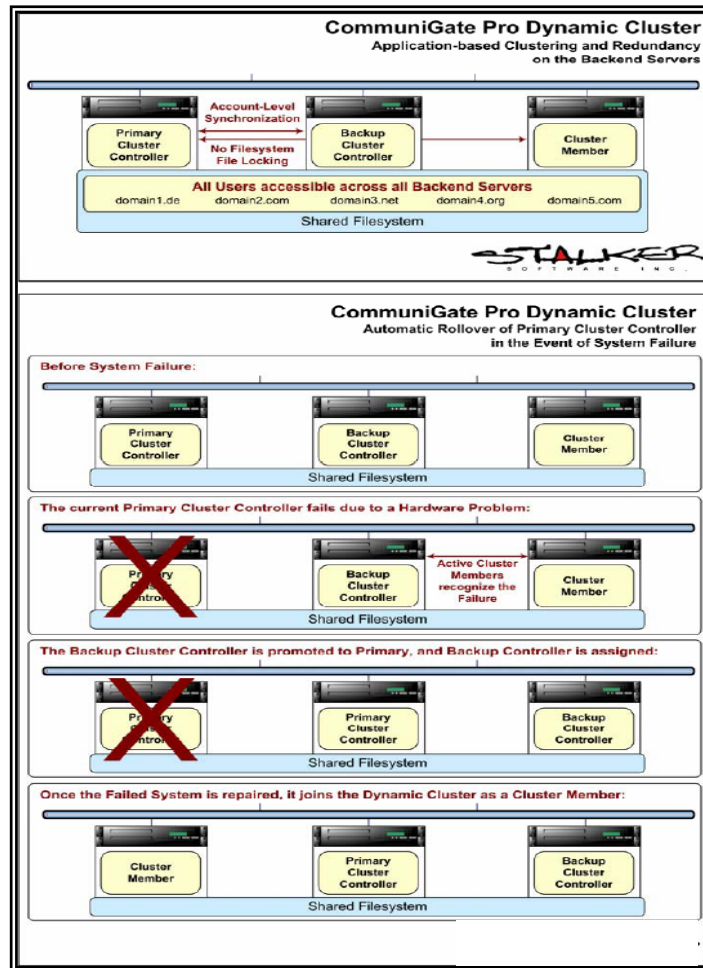 CommuniGate Pro Dynamic Cluster
Application-based Clustering and Redundancy
on the Backend Servers
Account-Level
Synchronization
No Filesystem
File Locking
Primary
Cluster
Controller
Backup
Cluster
Controller
Cluster
Member
All Users accessible across all Backend Servers
domain1.de domain2.com domain3.net domain4.org domain5.com
Shared Filesystem
STALKER
SOFTWARE INC.
CommuniGate Pro Dynamic Cluster
Automatic Rollover of Primary Cluster Controller
in the Event of System Failure
Before System Failure:
Primary
Cluster
Controller
Backup
Cluster
Controller
Cluster
Member
Shared Filesystem
The current Primary Cluster Controller fails due to a Hardware Problem:
Primary
Cluster
Controller
Backup
Cluster
Controller
Active Cluster
Members
recognize the
Failure
Cluster
Member
Shared Filesystem
The Backup Cluster Controller is promoted to Primary, and Backup Controller is assigned:
Primary
Cluster
Controller
Primary
Cluster
Controller
Backup
Cluster
Controller
Shared Filesystem
Once the Failed System is repaired, it joins the Dynamic Cluster as a Cluster Member:
Cluster
Member
Primary
Cluster
Controller
Backup
Cluster
Controller
Shared Filesystem